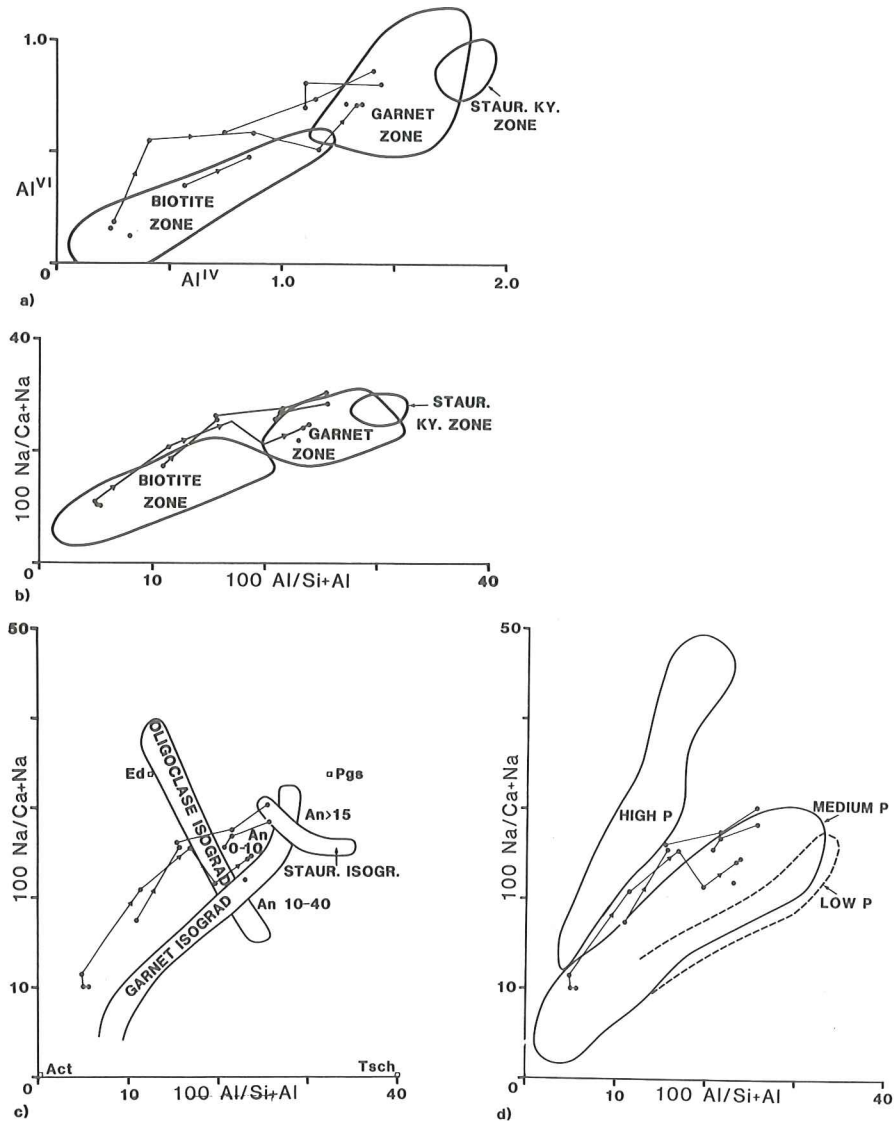 1.0
Al^VI
STAUR. KY.
ZONE
GARNET
ZONE
BIOTITE
ZONE
0
Al^IV
1.0
2.0
a)
40
100 Na/Ca+Na
STAUR.
KY. ZONE
GARNET
ZONE
BIOTITE
ZONE
0
10
100 Al/Si+Al
40
b)
50
100 Na/Ca+Na
OLIGOCLASE ISOGRAD
Ed
Pgs
An>15
An
0-10
STAUR. ISOGR.
An 10-40
GARNET ISOGRAD
10
0
Act
Tsch
10
100 Al/Si+Al
40
c)
50
100 Na/Ca+Na
HIGH P
MEDIUM P
LOW P
10
0
10
100 Al/Si+Al
40
d)